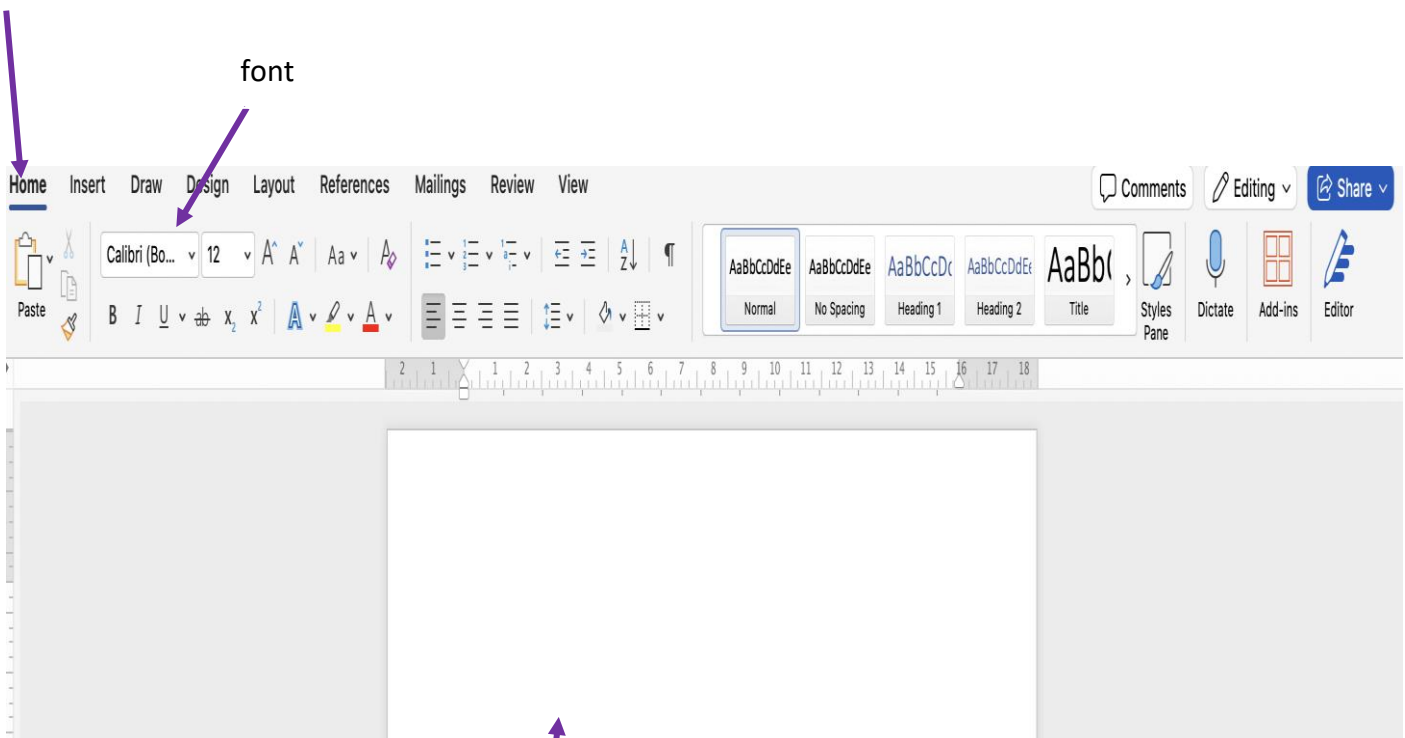 font
Home Insert Draw Design Layout References Mailings Review View Comments Editing Share
Calibri (Bo... 12 A A Aa A A Z ¶ AaBbCcDdEe AaBbCcDdEe AaBbCcDc AaBbCcDdEe AaBb(
Paste B I U ab x2 x2 A A Normal No Spacing Heading 1 Heading 2 Title Styles Pane Dictate Add-ins Editor
2 1 1 2 3 4 5 6 7 8 9 10 11 12 13 14 15 16 17 18